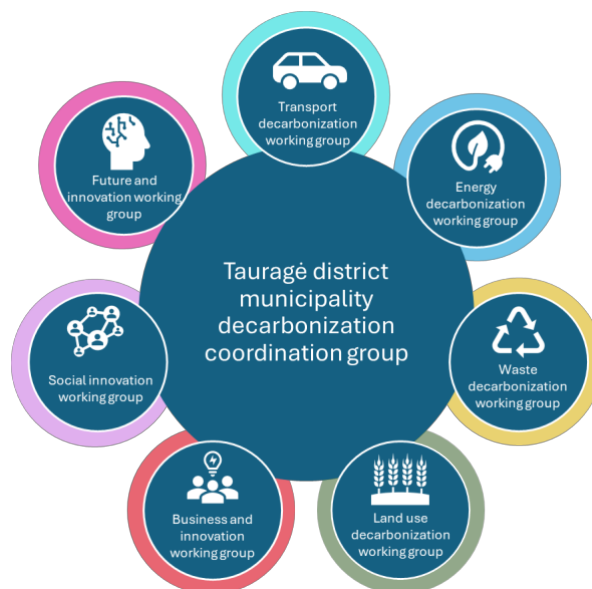 Transport
decarbonization
working group
Energy
decarbonization
working group
Waste
decarbonization
working group
Land use
decarbonization
working group
Business and
innovation
working group
Social innovation
working group
Future and
innovation working
group
Tauragė district
municipality
decarbonization
coordination group